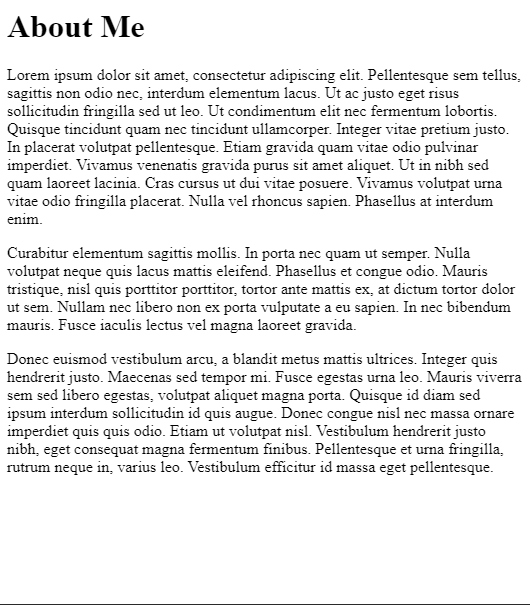 About Me
Lorem ipsum dolor sit amet, consectetur adipiscing elit. Pellentesque sem tellus,
sagittis non odio nec, interdum elementum lacus. Ut ac justo eget risus
sollicitudin fringilla sed ut leo. Ut condimentum elit nec fermentum lobortis.
Quisque tincidunt quam nec tincidunt ullamcorper. Integer vitae pretium justo.
In placerat volutpat pellentesque. Etiam gravida quam vitae odio pulvinar
imperdiet. Vivamus venenatis gravida purus sit amet aliquet. Ut in nibh sed
quam laoreet lacinia. Cras cursus ut dui vitae posuere. Vivamus volutpat urna
vitae odio fringilla placerat. Nulla vel rhoncus sapien. Phasellus at interdum
enim.
Curabitur elementum sagittis mollis. In porta nec quam ut semper. Nulla
volutpat neque quis lacus mattis eleifend. Phasellus et congue odio. Mauris
tristique, nisl quis porttitor porttitor, tortor ante mattis ex, at dictum tortor dolor
ut sem. Nullam nec libero non ex porta vulputate a eu sapien. In nec bibendum
mauris. Fusce iaculis lectus vel magna laoreet gravida.
Donec euismod vestibulum arcu, a blandit metus mattis ultrices. Integer quis
hendrerit justo. Maecenas sed tempor mi. Fusce egestas urna leo. Mauris viverra
sem sed libero egestas, volutpat aliquet magna porta. Quisque id diam sed
ipsum interdum sollicitudin id quis augue. Donec congue nisl nec massa ornare
imperdiet quis quis odio. Etiam ut volutpat nisl. Vestibulum hendrerit justo
nibh, eget consequat magna fermentum finibus. Pellentesque et urna fringilla,
rutrum neque in, varius leo. Vestibulum efficitur id massa eget pellentesque.